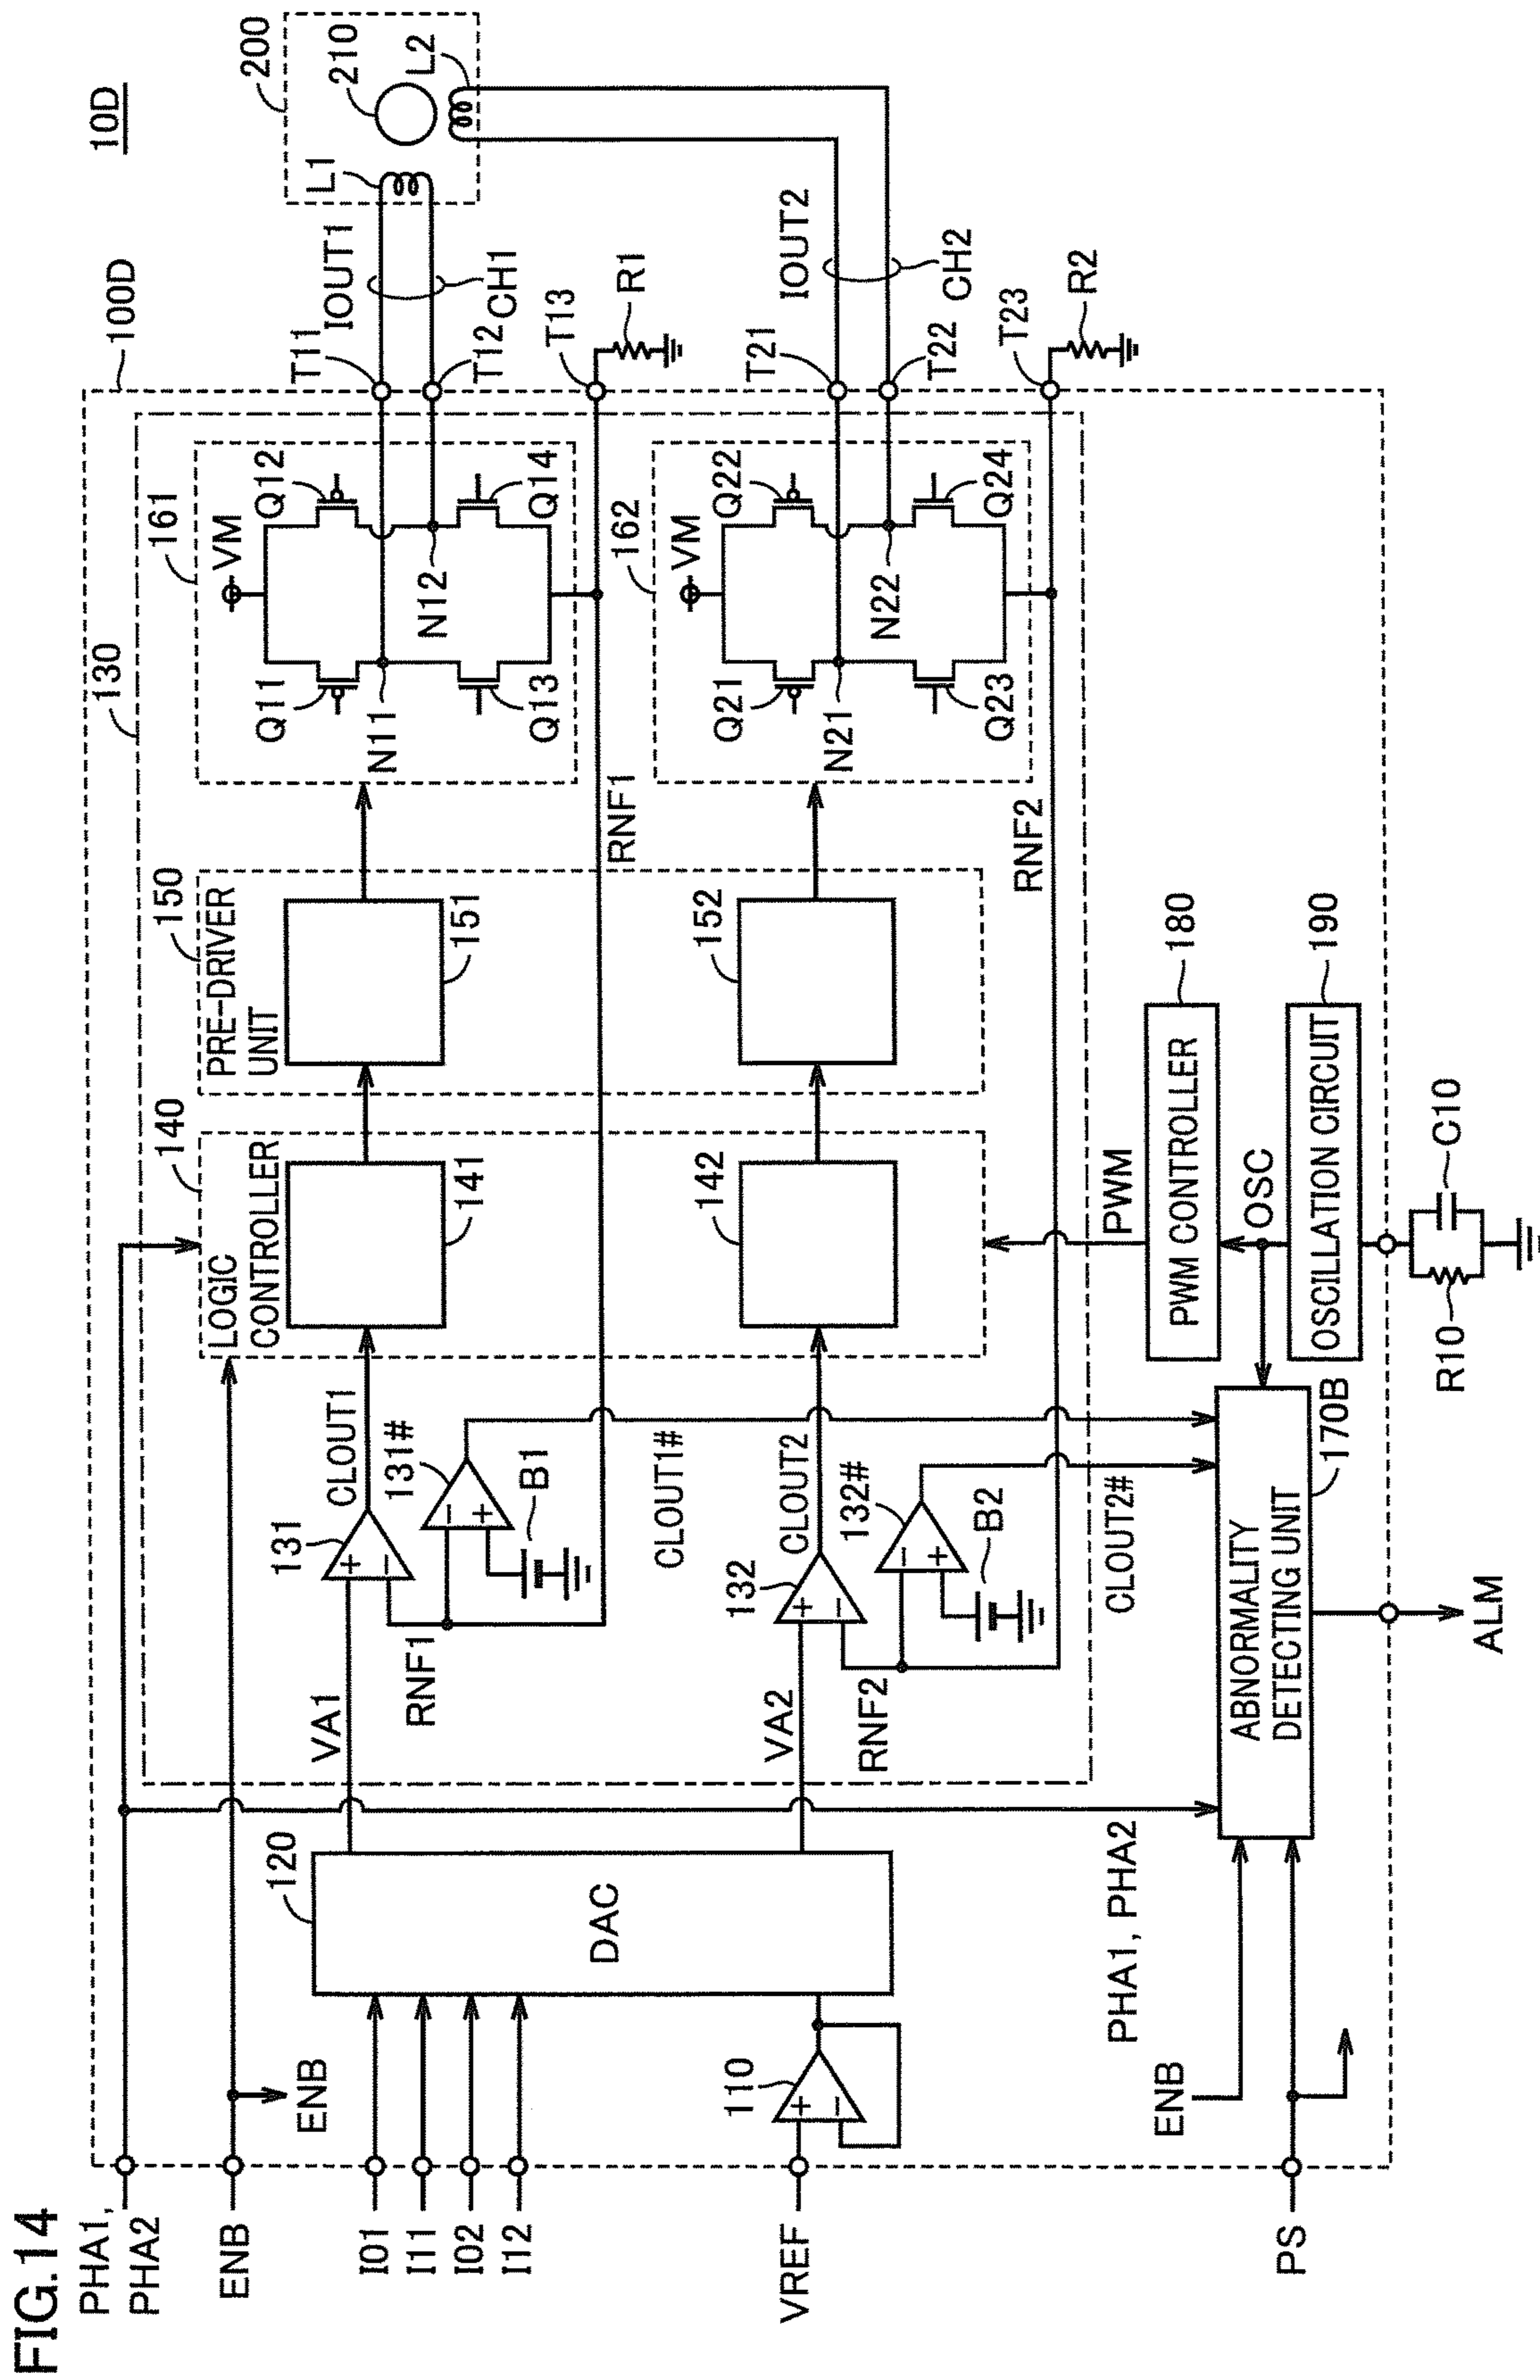 FIG.14
10D
100D
130
200
210
L1
L2
PHA1,
PHA2
ENB
ENB
I01
I11
I02
I12
VREF
110
120
DAC
VA1
VA2
131
CLOUT1
131#
B1
RNF1
CLOUT1#
132
CLOUT2
132#
B2
RNF2
CLOUT2#
140
LOGIC
CONTROLLER
141
142
150
PRE-DRIVER
UNIT
151
152
161
VM
Q11
Q12
Q13
Q14
N11
N12
RNF1
162
VM
Q21
Q22
Q23
Q24
N21
N22
RNF2
T11
IOUT1
T12
CH1
T13
R1
T21
IOUT2
T22
CH2
T23
R2
PWM
PWM CONTROLLER
180
OSC
OSCILLATION CIRCUIT
190
R10
C10
PHA1, PHA2
ENB
PS
ABNORMALITY
DETECTING UNIT
170B
ALM